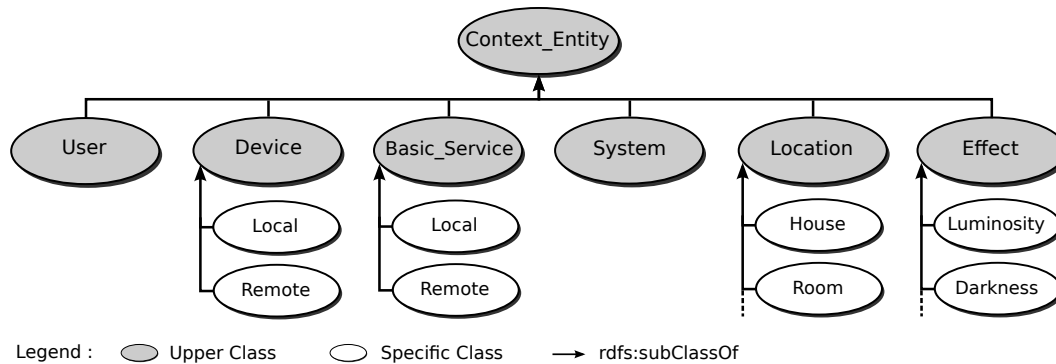 Context_Entity
User
Device
Basic_Service
System
Location
Effect
Local
Local
House
Luminosity
Remote
Remote
Room
Darkness
Legend :
Upper Class
Specific Class
rdfs:subClassOf